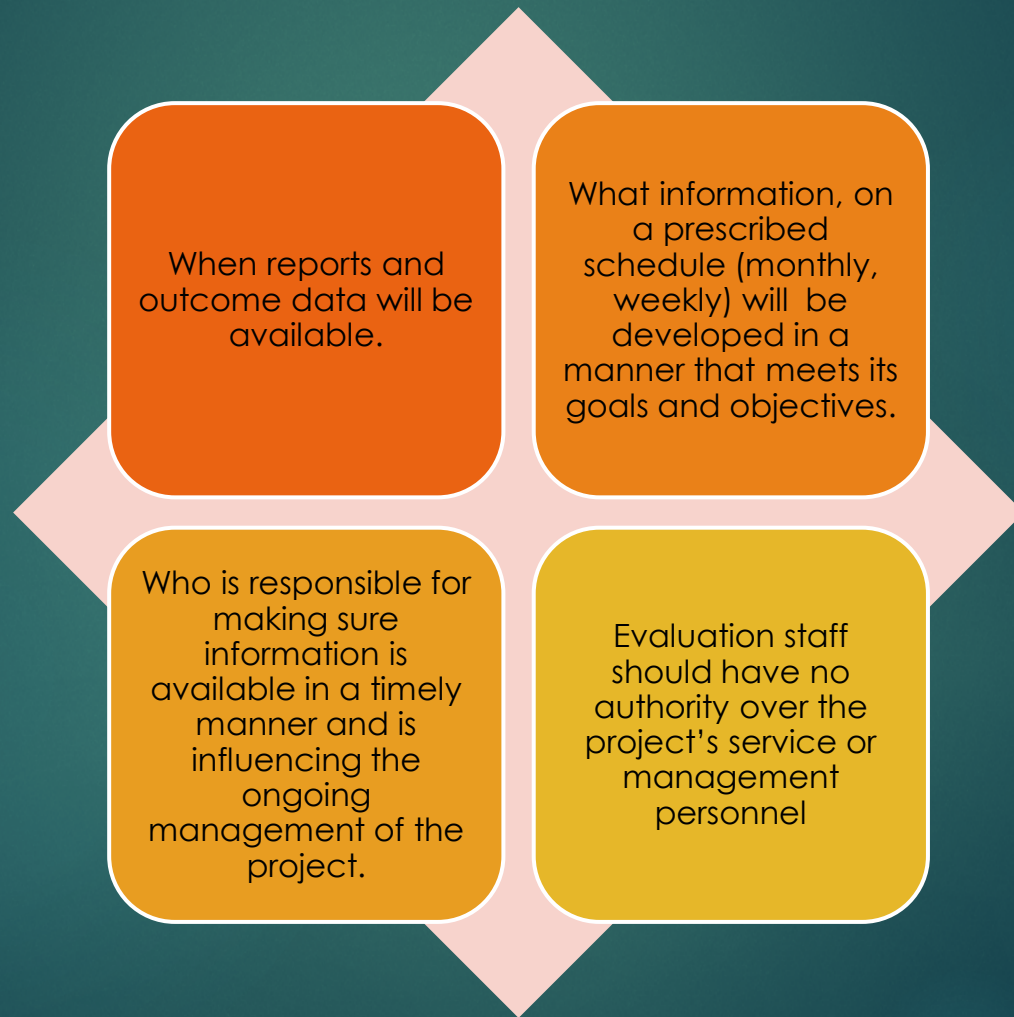 When reports and
outcome data will be
available.
What information, on
a prescribed
schedule (monthly,
weekly) will  be
developed in a
manner that meets its
goals and objectives.
Who is responsible for
making sure
information is
available in a timely
manner and is
influencing the
ongoing
management of the
project.
Evaluation staff
should have no
authority over the
project’s service or
management
personnel